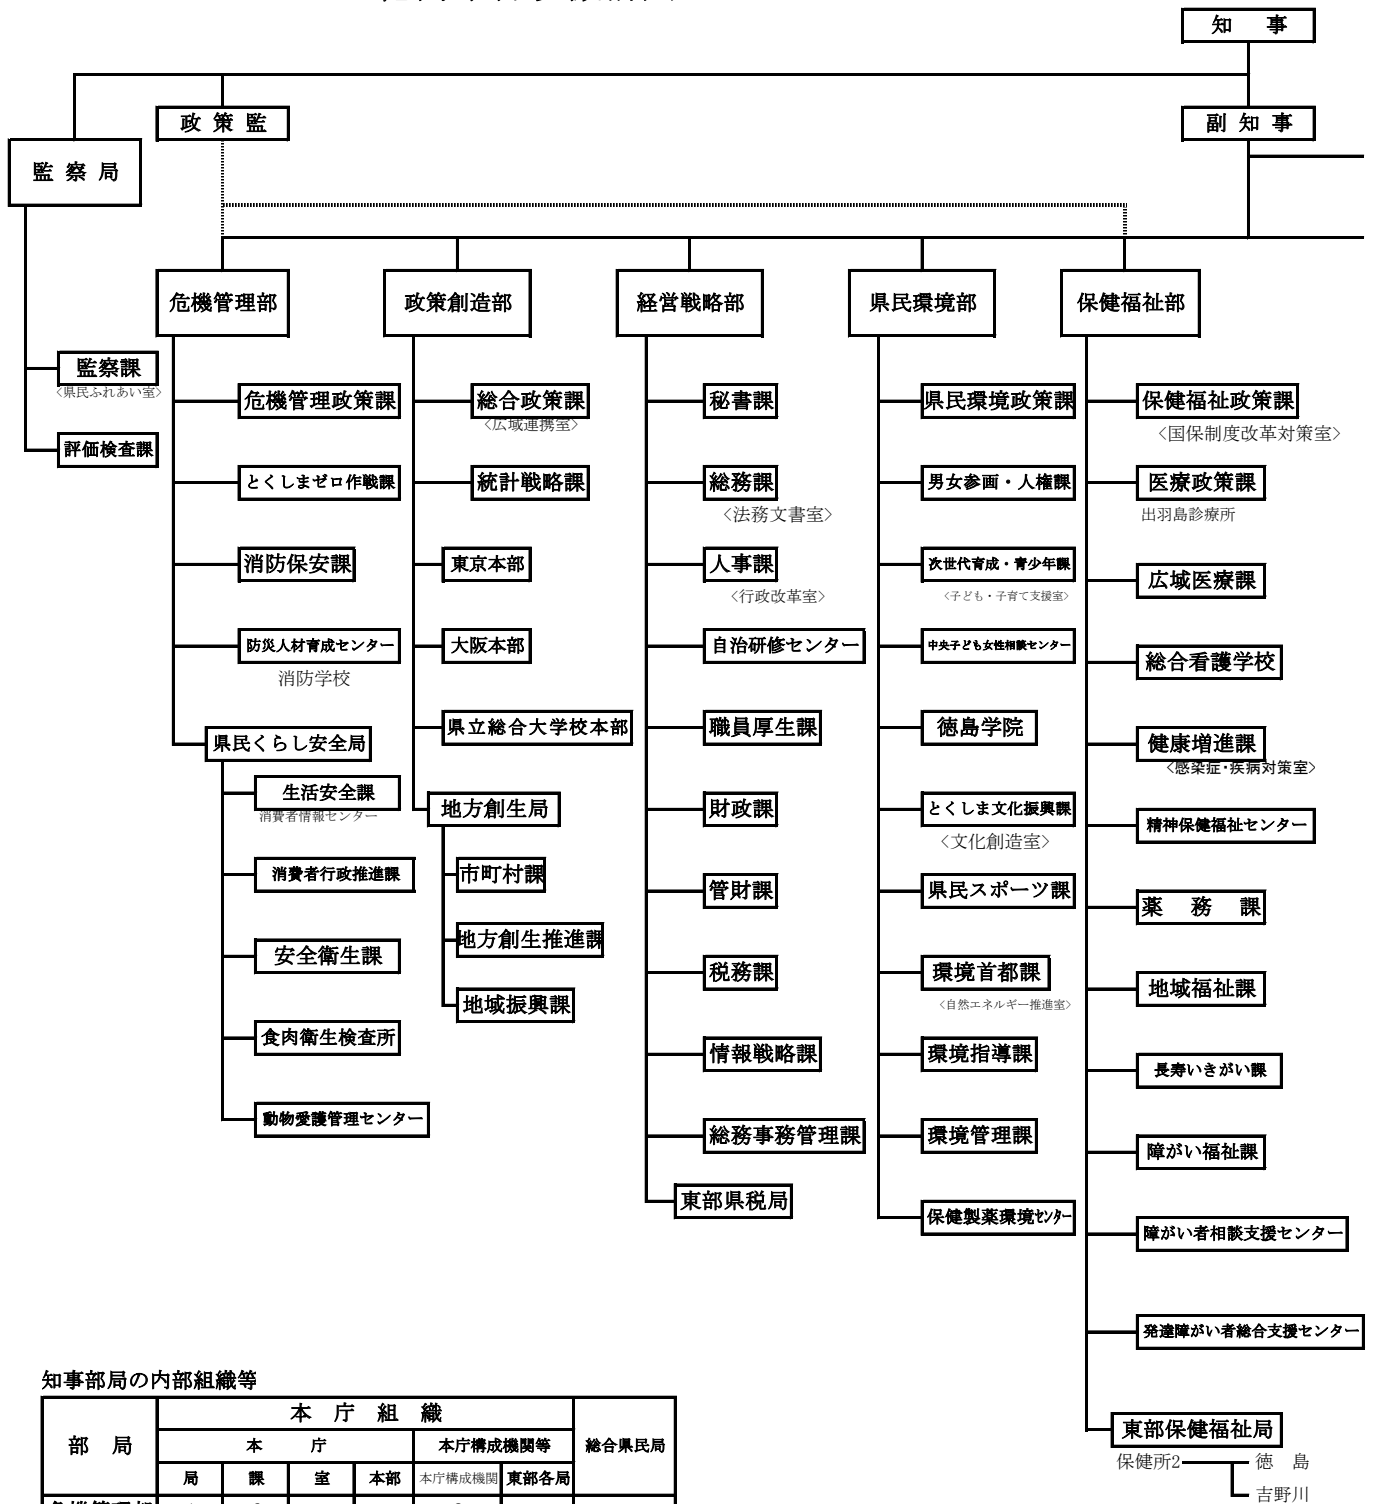 知 事
政 策 監
副 知 事
監 察 局
危機管理部
政策創造部
経営戦略部
県民環境部
保健福祉部
監察課
<県民ふれあい室>
評価検査課
危機管理政策課
とくしまゼロ作戦課
消防保安課
防災人材育成センター
消防学校
県民くらし安全局
生活安全課
消費者情報センター
消費者行政推進課
安全衛生課
食肉衛生検査所
動物愛護管理センター
総合政策課
<広域連携室>
統計戦略課
東京本部
大阪本部
県立総合大学校本部
地方創生局
市町村課
地方創生推進課
地域振興課
秘書課
総務課
<法務文書室>
人事課
<行政改革室>
自治研修センター
職員厚生課
財政課
管財課
税務課
情報戦略課
総務事務管理課
東部県税局
県民環境政策課
男女参画・人権課
次世代育成・青少年課
<子ども・子育て支援室>
中央子ども女性相談センター
徳島学院
とくしま文化振興課
<文化創造室>
県民スポーツ課
環境首都課
<自然エネルギー推進室>
環境指導課
環境管理課
保健製薬環境センター
保健福祉政策課
<国保制度改革対策室>
医療政策課
出羽島診療所
広域医療課
総合看護学校
健康増進課
<感染症・疾病対策室>
精神保健福祉センター
薬 務 課
地域福祉課
長寿いきがい課
障がい福祉課
障がい者相談支援センター
発達障がい者総合支援センター
東部保健福祉局
保健所2 徳 島
吉野川
知事部局の内部組織等
部 局
本 庁 組 織
総合県民局
本 庁
本庁構成機関等
局 課 室 本部 本庁構成機関 東部各局